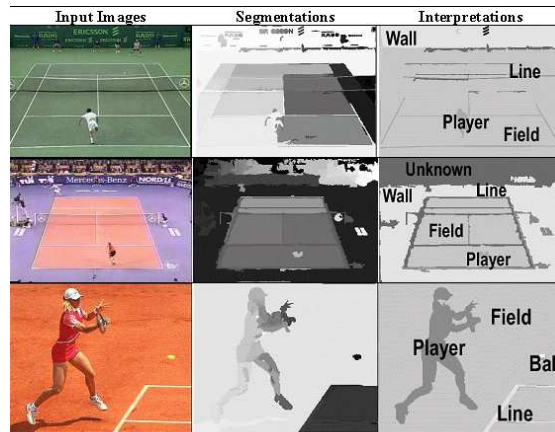 Input Images Segmentations Interpretations
ERICSSON
Wall
Line
Player
Field
Mercedes-Benz NORD
Unknown
Wall
Line
Field
Player
Field
Player
Bal
Line